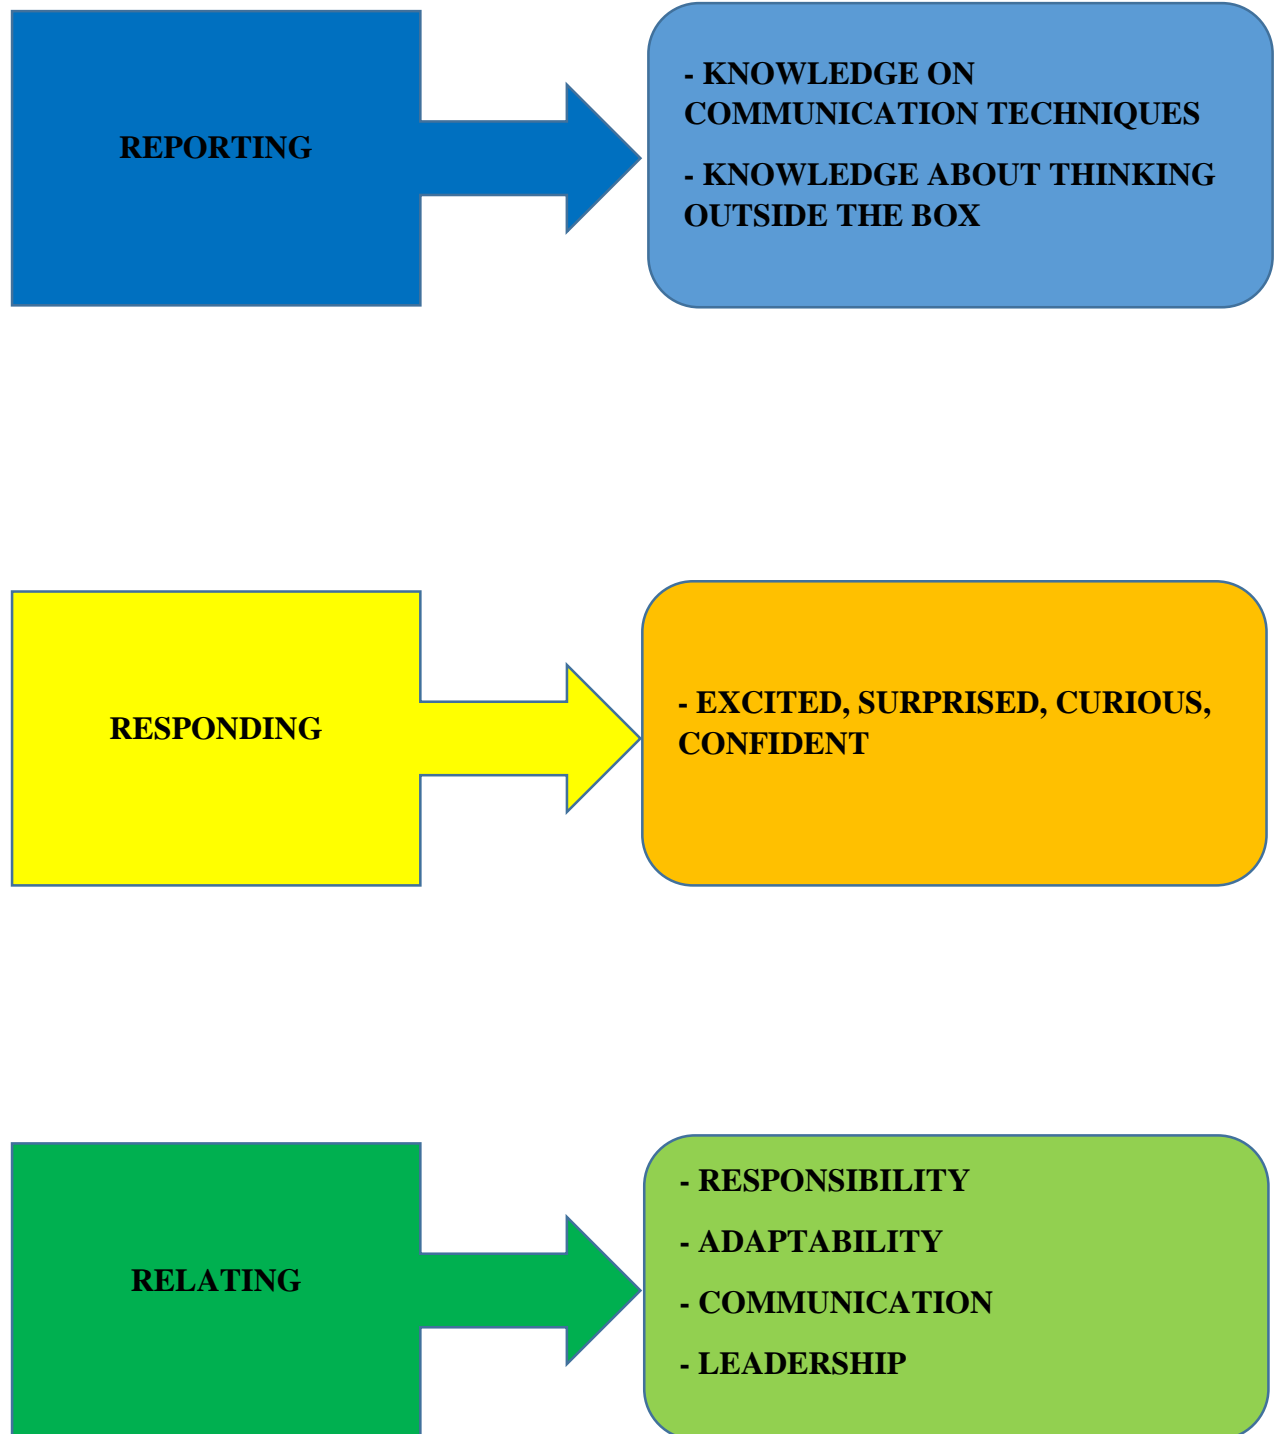 REPORTING
- KNOWLEDGE ON
COMMUNICATION TECHNIQUES
- KNOWLEDGE ABOUT THINKING
OUTSIDE THE BOX
RESPONDING
- EXCITED, SURPRISED, CURIOUS,
CONFIDENT
RELATING
- RESPONSIBILITY
- ADAPTABILITY
- COMMUNICATION
- LEADERSHIP